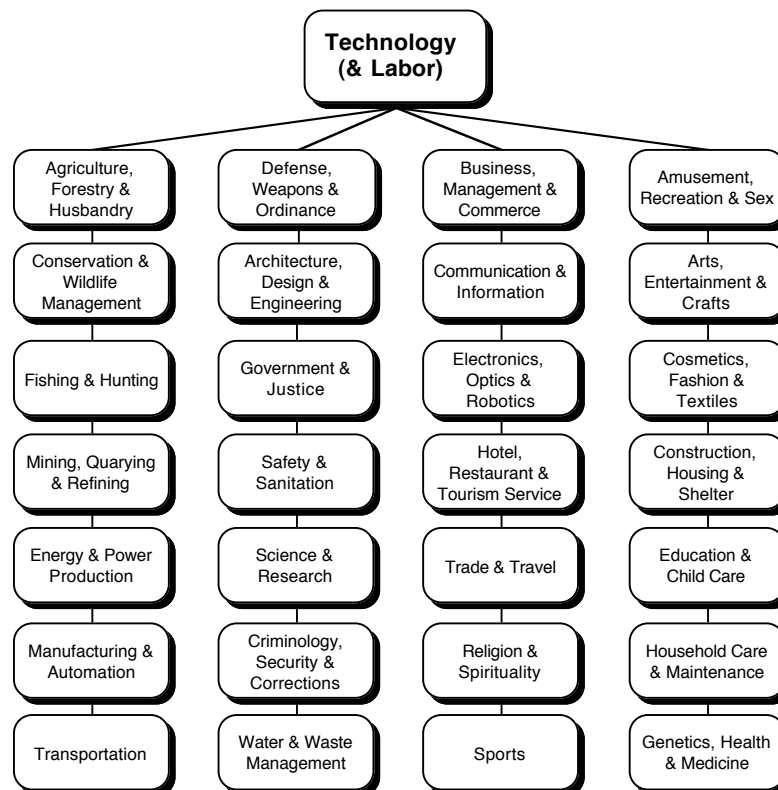 Technology
(& Labor)
Agriculture,
Forestry &
Husbandry
Defense,
Weapons &
Ordinance
Business,
Management &
Commerce
Amusement,
Recreation & Sex
Conservation &
Wildlife
Management
Architecture,
Design &
Engineering
Communication &
Information
Arts,
Entertainment &
Crafts
Fishing & Hunting
Government &
Justice
Electronics,
Optics &
Robotics
Cosmetics,
Fashion &
Textiles
Mining, Quarying
& Refining
Safety &
Sanitation
Hotel,
Restaurant &
Tourism Service
Construction,
Housing &
Shelter
Energy & Power
Production
Science &
Research
Trade & Travel
Education &
Child Care
Manufacturing &
Automation
Criminology,
Security &
Corrections
Religion &
Spirituality
Household Care
& Maintenance
Transportation
Water & Waste
Management
Sports
Genetics, Health
& Medicine